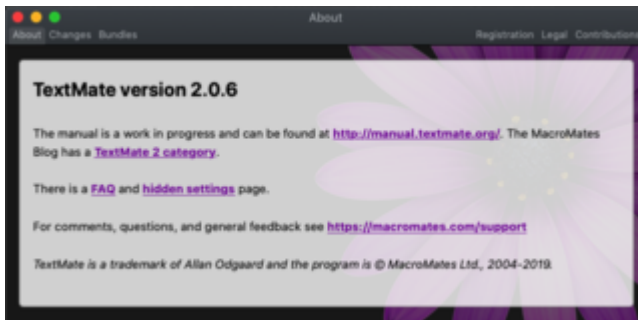 About
About Changes Bundles Registration Legal Contributions
TextMate version 2.0.6
The manual is a work in progress and can be found at http://manual.textmate.org/. The MacroMates
Blog has a TextMate 2 category.
There is a FAQ and hidden settings page.
For comments, questions, and general feedback see https://macromates.com/support
TextMate is a trademark of Allan Odgaard and the program is © MacroMates Ltd., 2004-2019.